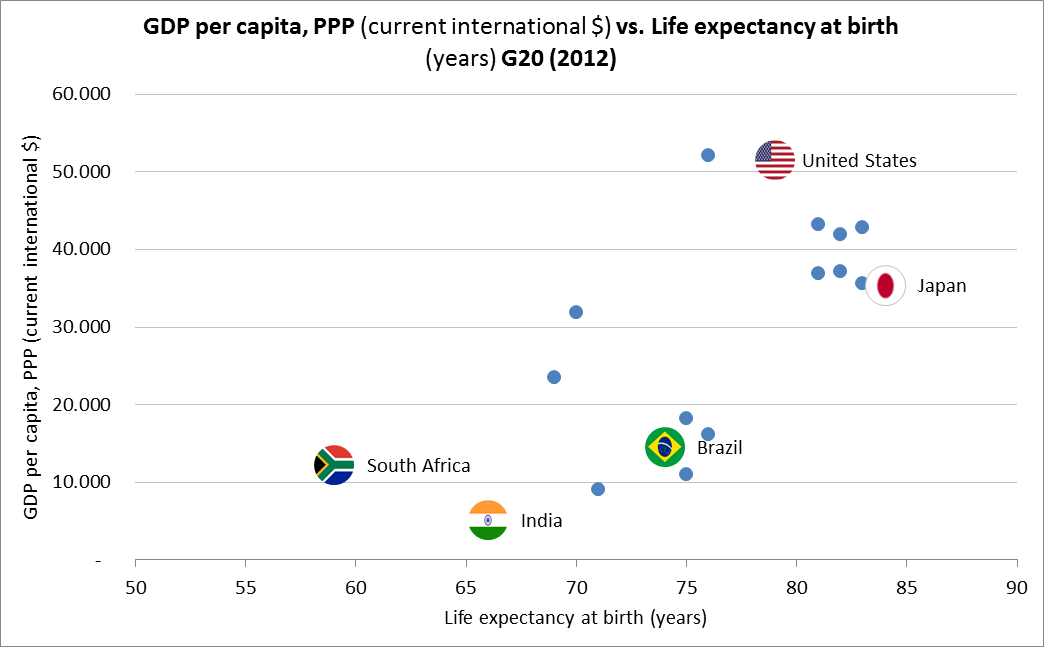 GDP per capita, PPP (current international $) vs. Life expectancy at birth
(years) G20 (2012)
GDP per capita, PPP (current international $)
60.000
50.000
40.000
30.000
20.000
10.000
-
United States
Japan
Brazil
South Africa
India
50 55 60 65 70 75 80 85 90
Life expectancy at birth (years)